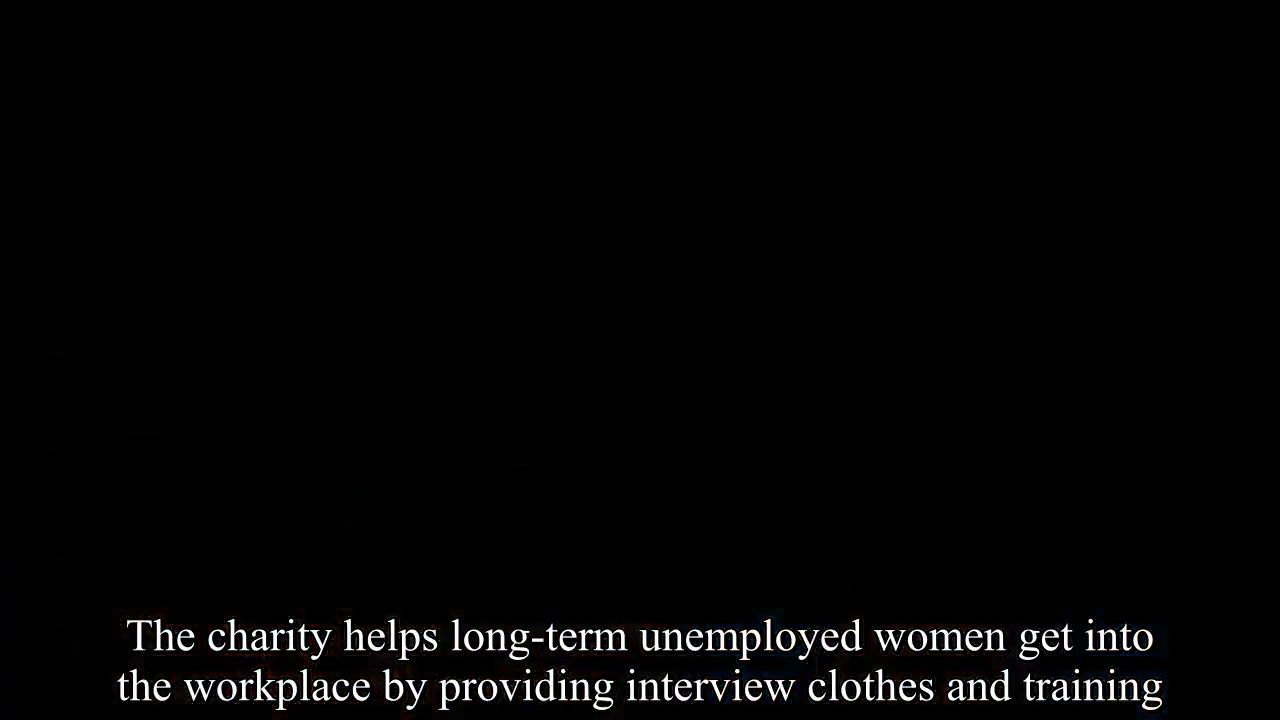 The charity helps long-term unemployed women get into
the workplace by providing interview clothes and training